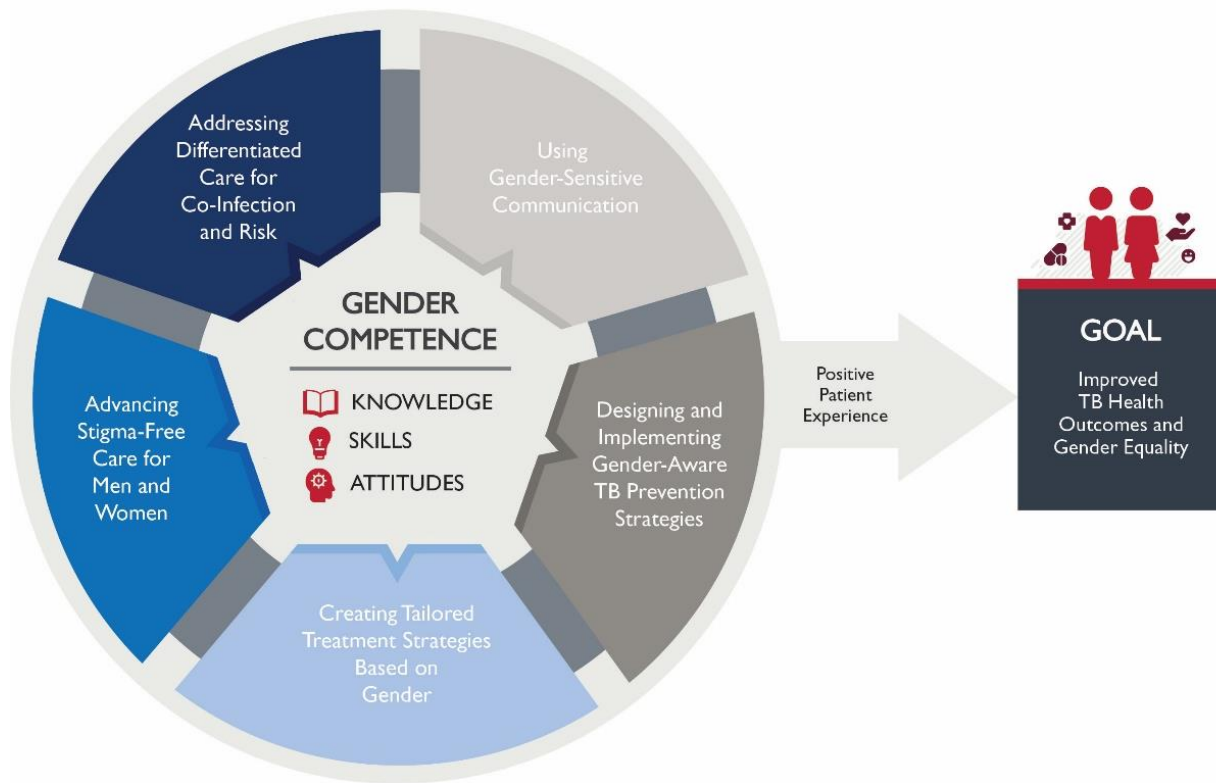 Addressing
Differentiated
Care for
Co-Infection
and Risk
Using
Gender-Sensitive
Communication
GENDER
COMPETENCE
KNOWLEDGE
SKILLS
ATTITUDES
Advancing
Stigma-Free
Care for
Men and
Women
Designing and
Implementing
Gender-Aware
TB Prevention
Strategies
Creating Tailored
Treatment Strategies
Based on
Gender
Positive
Patient
Experience
GOAL
Improved
TB Health
Outcomes and
Gender Equality